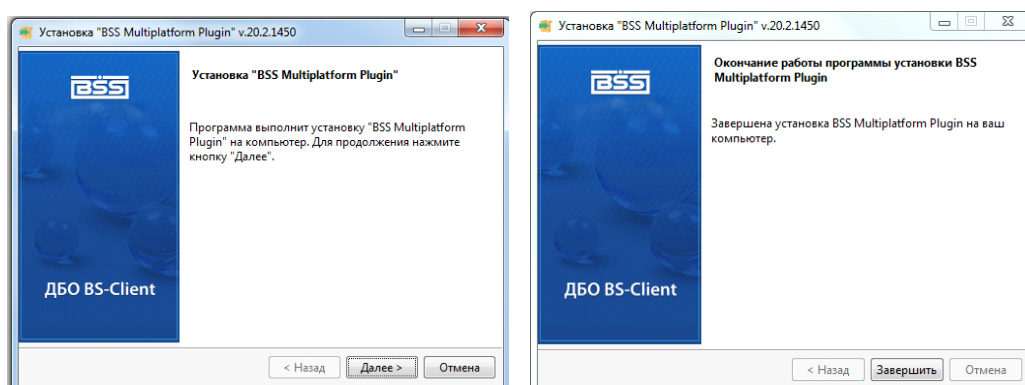 Установка "BSS Multiplatform Plugin" v.20.2.1450
BSS
Установка "BSS Multiplatform Plugin"
Программа выполнит установку "BSS Multiplatform
Plugin" на компьютер. Для продолжения нажмите
кнопку "Далее".
ДБО BS-Client
< Назад
Далее >
Отмена
Установка "BSS Multiplatform Plugin" v.20.2.1450
BSS
Окончание работы программы установки BSS
Multiplatform Plugin
Завершена установка BSS Multiplatform Plugin на ваш
компьютер.
ДБО BS-Client
< Назад
Завершить
Отмена